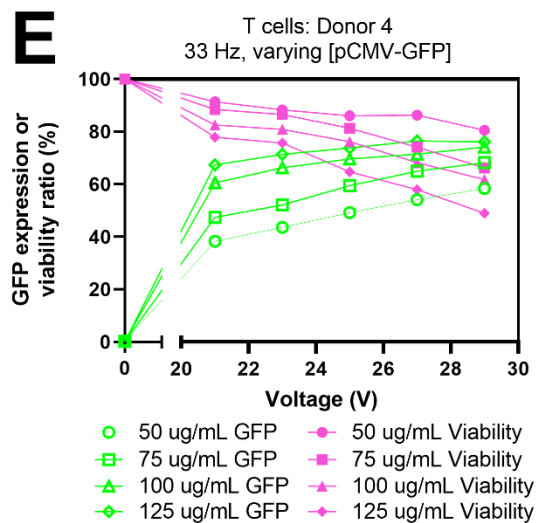 E
T cells: Donor 4
33 Hz, varying [pCMV-GFP]
GFP expression or
viability ratio (%)
100
80
60
40
20
0
0 20 22 24 26 28 30
Voltage (V)
50 ug/mL GFP 50 ug/mL Viability
75 ug/mL GFP 75 ug/mL Viability
100 ug/mL GFP 100 ug/mL Viability
125 ug/mL GFP 125 ug/mL Viability